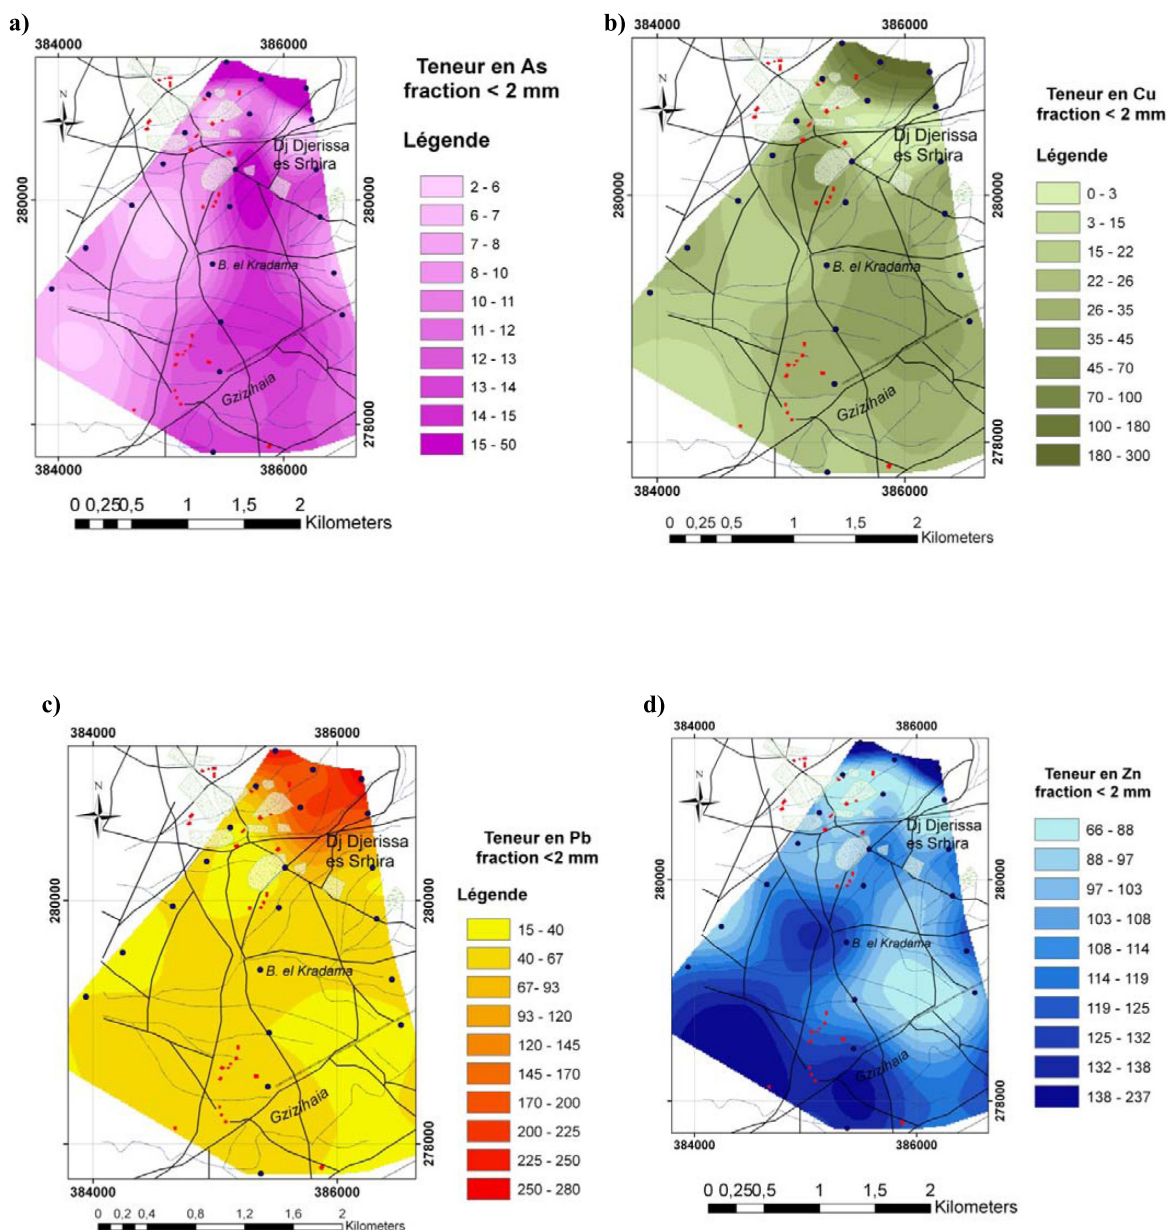 a)
384000
386000
N
280000
280000
278000
Dj Djerissa
es Srhira
B. el Kradama
Gzizihaia
384000
386000
0 0,25 0,5 1 1,5 2
Kilometers
Teneur en As
fraction < 2 mm
Légende
2 - 6
6 - 7
7 - 8
8 - 10
10 - 11
11 - 12
12 - 13
13 - 14
14 - 15
15 - 50
b)
384000
386000
N
280000
280000
278000
Dj Djerissa
es Srhira
B. el Kradama
Gzizihaia
384000
386000
0 0,25 0,5 1 1,5 2
Kilometers
Teneur en Cu
fraction < 2 mm
Légende
0 - 3
3 - 15
15 - 22
22 - 26
26 - 35
35 - 45
45 - 70
70 - 100
100 - 180
180 - 300
c)
384000
386000
N
280000
280000
278000
Dj Djerissa
es Srhira
B. el Kradama
Gzizihaia
384000
386000
0 0,2 0,4 0,8 1,2 1,6 2
Kilometers
Teneur en Pb
fraction <2 mm
Légende
15 - 40
40 - 67
67 - 93
93 - 120
120 - 145
145 - 170
170 - 200
200 - 225
225 - 250
250 - 280
d)
384000
386000
N
280000
280000
278000
Dj Djerissa
es Srhira
B. el Kradama
Gzizihaia
384000
386000
0 0,25 0,5 1 1,5 2
Kilometers
Teneur en Zn
fraction < 2 mm
66 - 88
88 - 97
97 - 103
103 - 108
108 - 114
114 - 119
119 - 125
125 - 132
132 - 138
138 - 237